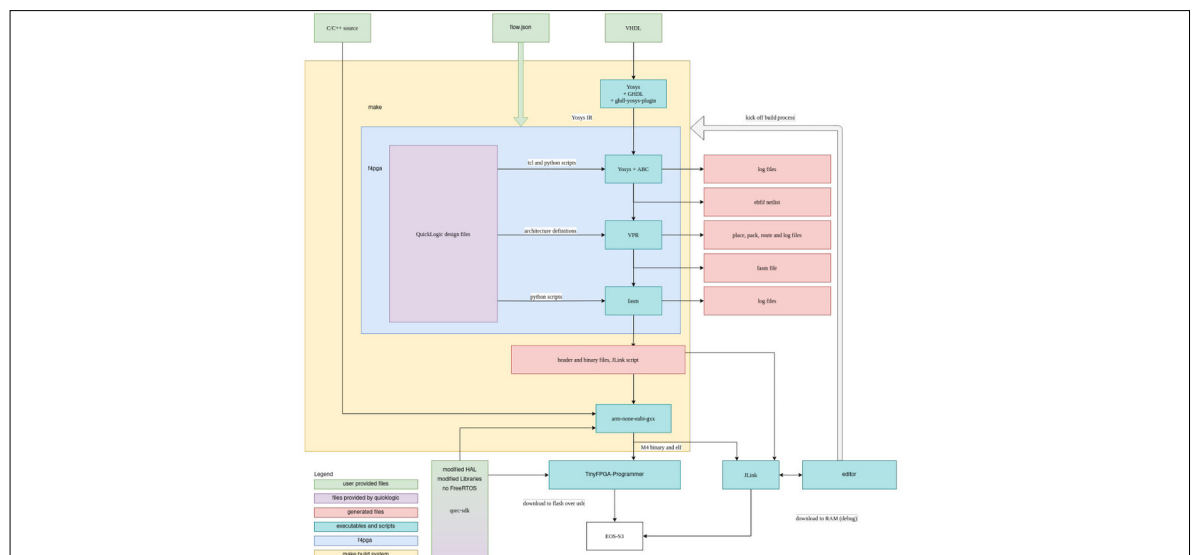 C/C++ source
flow.json
VHDL
Yosys
+ GHDL
+ ghdl-yosys-plugin
make
Yosys IR
kick off build process
f4pga
tcl and python scripts
Yosys + ABC
log files
eblif netlist
QuickLogic design files
architecture definitions
VPR
place, pack, route and log files
fasm file
python scripts
fasm
log files
header and binary files, JLink script
arm-none-eabi-gxx
M4 binary and elf
Legend
user provided files
files provided by quicklogic
generated files
executables and scripts
f4pga
make build system
modified HAL
modified Libraries
no FreeRTOS
qorc-sdk
TinyFPGA-Programmer
JLink
editor
download to flash over usb
download to RAM (debug)
EOS-S3